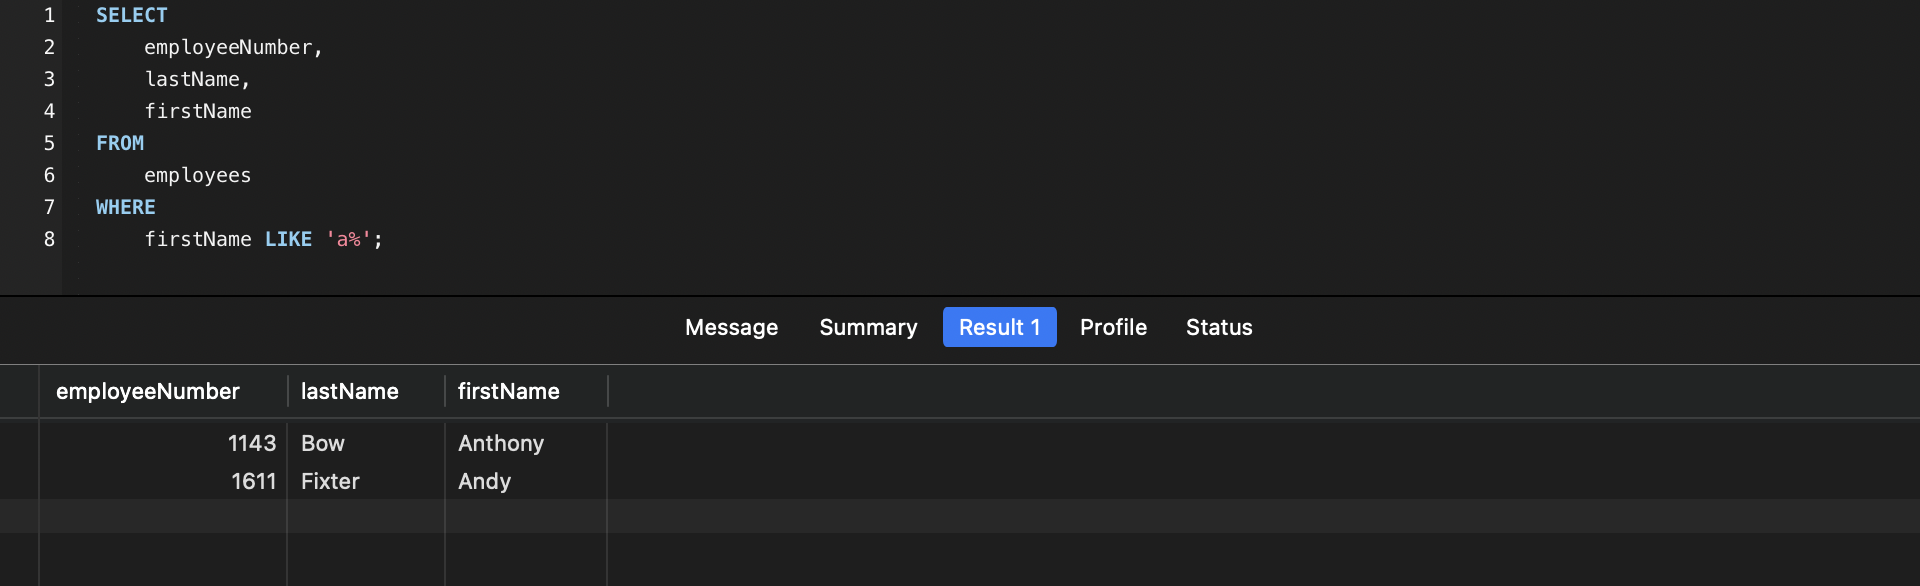 1 SELECT
2     employeeNumber,
3     lastName,
4     firstName
5 FROM
6     employees
7 WHERE
8     firstName LIKE 'a%';
Message Summary Result 1 Profile Status
employeeNumber lastName firstName
1143 Bow Anthony
1611 Fixter Andy